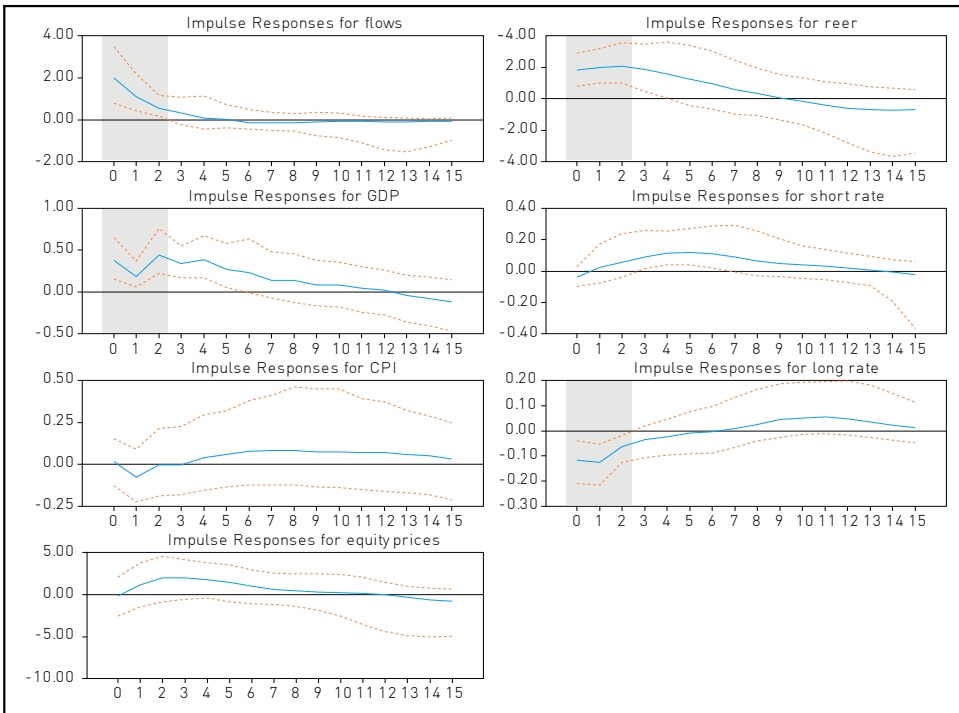 Impulse Responses for flows
4.00
2.00
0.00
-2.00
0 1 2 3 4 5 6 7 8 9 10 11 12 13 14 15
Impulse Responses for reer
-4.00
2.00
0.00
-2.00
-4.00
0 1 2 3 4 5 6 7 8 9 10 11 12 13 14 15
Impulse Responses for GDP
1.00
0.50
0.00
-0.50
0 1 2 3 4 5 6 7 8 9 10 11 12 13 14 15
Impulse Responses for short rate
0.40
0.20
0.00
-0.20
-0.40
0 1 2 3 4 5 6 7 8 9 10 11 12 13 14 15
Impulse Responses for CPI
0.50
0.25
0.00
-0.25
0 1 2 3 4 5 6 7 8 9 10 11 12 13 14 15
Impulse Responses for long rate
0.20
0.10
-0.00
-0.10
-0.20
-0.30
0 1 2 3 4 5 6 7 8 9 10 11 12 13 14 15
Impulse Responses for equity prices
5.00
0.00
-5.00
-10.00
0 1 2 3 4 5 6 7 8 9 10 11 12 13 14 15